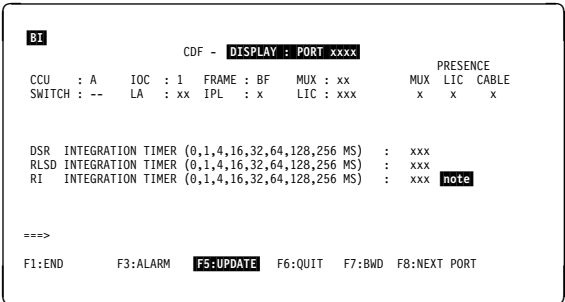 BI
CDF - DISPLAY : PORT xxxx
PRESENCE
CCU : A IOC : 1 FRAME : BF MUX : xx MUX LIC CABLE
SWITCH : -- LA : xx IPL : x LIC : xxx x x x
DSR INTEGRATION TIMER (0,1,4,16,32,64,128,256 MS) : xxx
RLSD INTEGRATION TIMER (0,1,4,16,32,64,128,256 MS) : xxx
RI INTEGRATION TIMER (0,1,4,16,32,64,128,256 MS) : xxx note
===>
F1:END F3:ALARM F5:UPDATE F6:QUIT F7:BWD F8:NEXT PORT